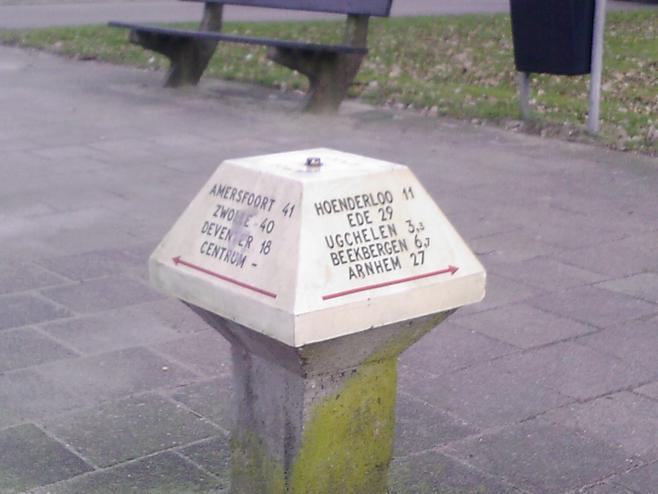 AMERSFOORT 41
ZWOLLE 40
DEVENTER 18
CENTRUM -
HOENDERLOO 11
EDE 29
UGCHELEN 3,3
BEEKBERGEN 6,7
ARNHEM 27